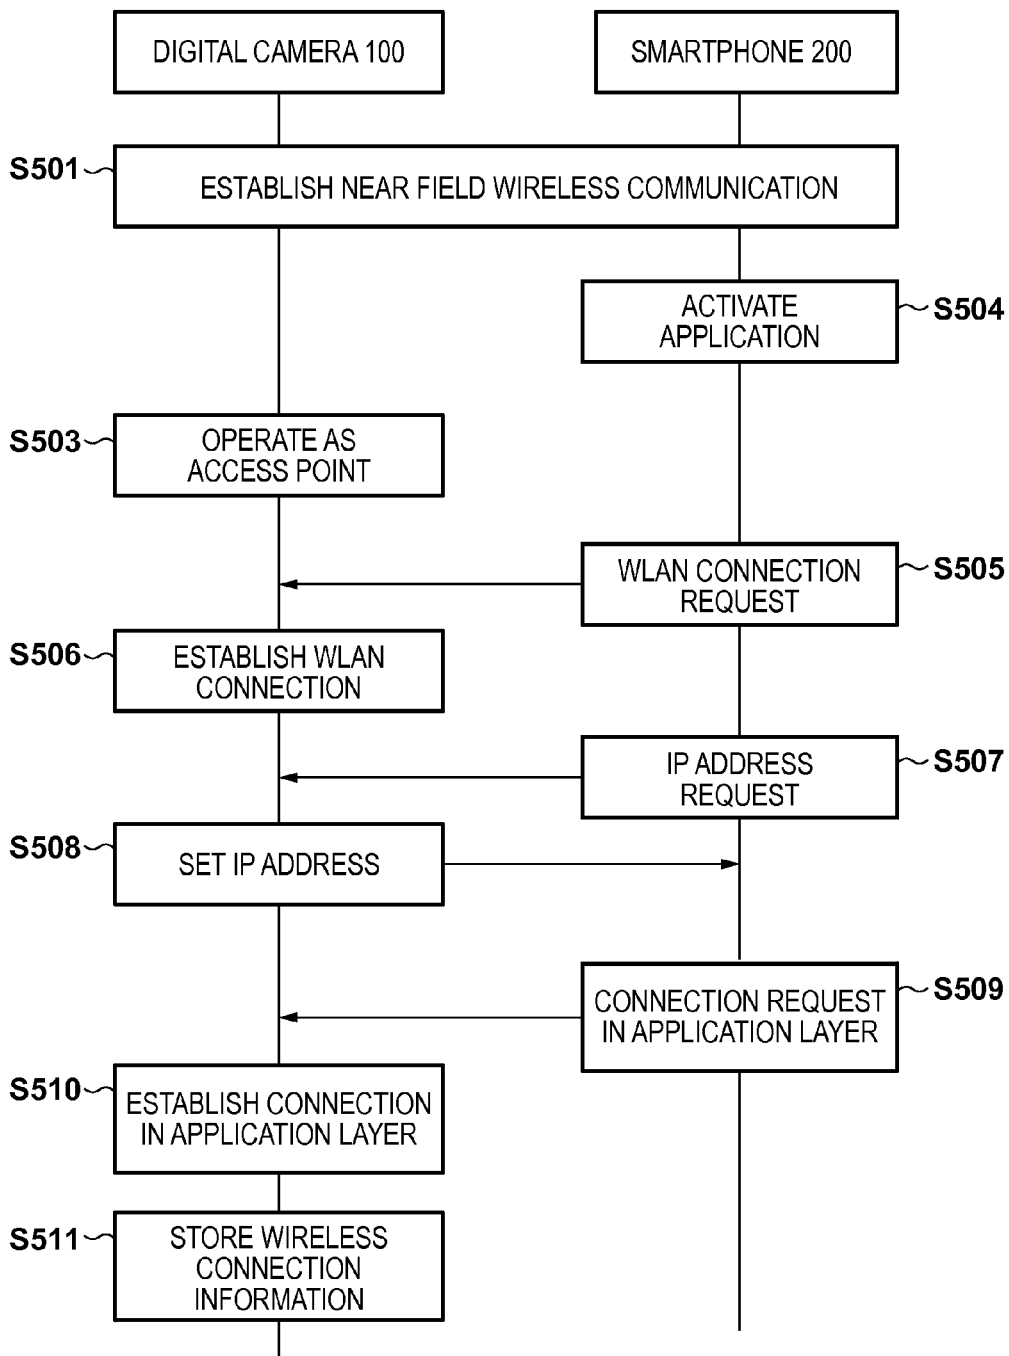 DIGITAL CAMERA 100
SMARTPHONE 200
S501
ESTABLISH NEAR FIELD WIRELESS COMMUNICATION
ACTIVATE
APPLICATION
S504
S503
OPERATE AS
ACCESS POINT
WLAN CONNECTION
REQUEST
S505
S506
ESTABLISH WLAN
CONNECTION
IP ADDRESS
REQUEST
S507
S508
SET IP ADDRESS
CONNECTION REQUEST
IN APPLICATION LAYER
S509
S510
ESTABLISH CONNECTION
IN APPLICATION LAYER
S511
STORE WIRELESS
CONNECTION
INFORMATION